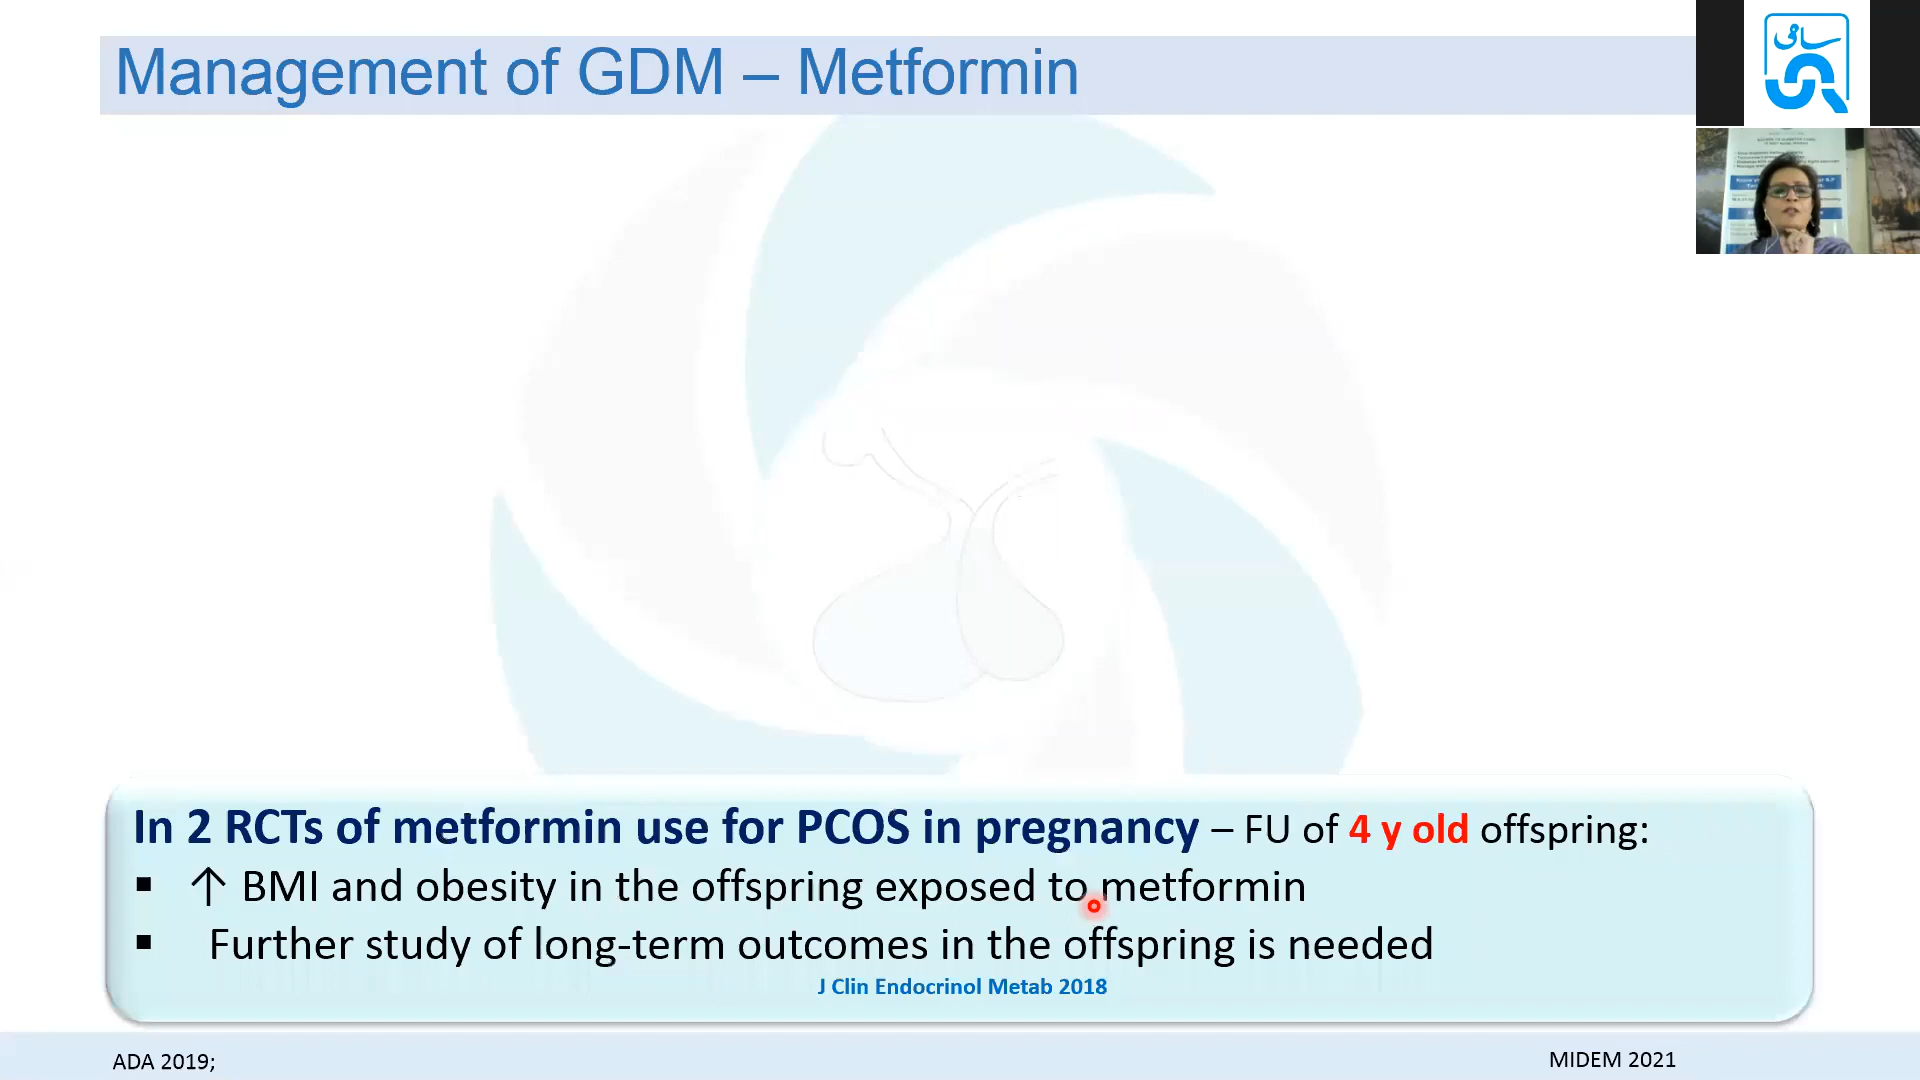 Management of GDM – Metformin
In 2 RCTs of metformin use for PCOS in pregnancy – FU of 4 y old offspring:
▪ ↑ BMI and obesity in the offspring exposed to metformin
▪ Further study of long-term outcomes in the offspring is needed
J Clin Endocrinol Metab 2018
ADA 2019;
MIDEM 2021